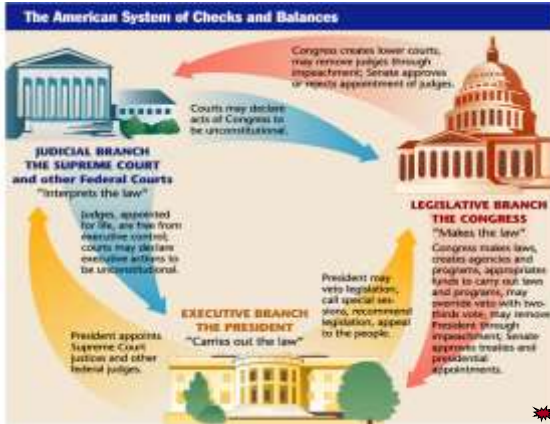 The American System of Checks and Balances
Congress creates lower courts,
may remove judges through
impeachment; Senate approves
or rejects appointment of judges.
Courts may declare
acts of Congress to
be unconstitutional.
JUDICIAL BRANCH
THE SUPREME COURT
and other Federal Courts
"Interprets the law"
LEGISLATIVE BRANCH
THE CONGRESS
"Makes the law"
Judges, appointed
for life, are free from
executive control;
courts may declare
executive actions to
be unconstitutional.
Congress makes laws,
creates agencies and
programs, appropriates
funds to carry out laws
and programs, may
override veto with two-
thirds vote, may remove
President through
impeachment; Senate
approves treaties and
presidential
appointments.
President may
veto legislation,
call special ses-
sions, recommend
legislation, appeal
to the people.
EXECUTIVE BRANCH
THE PRESIDENT
"Carries out the law"
President appoints
Supreme Court
justices and other
federal judges.